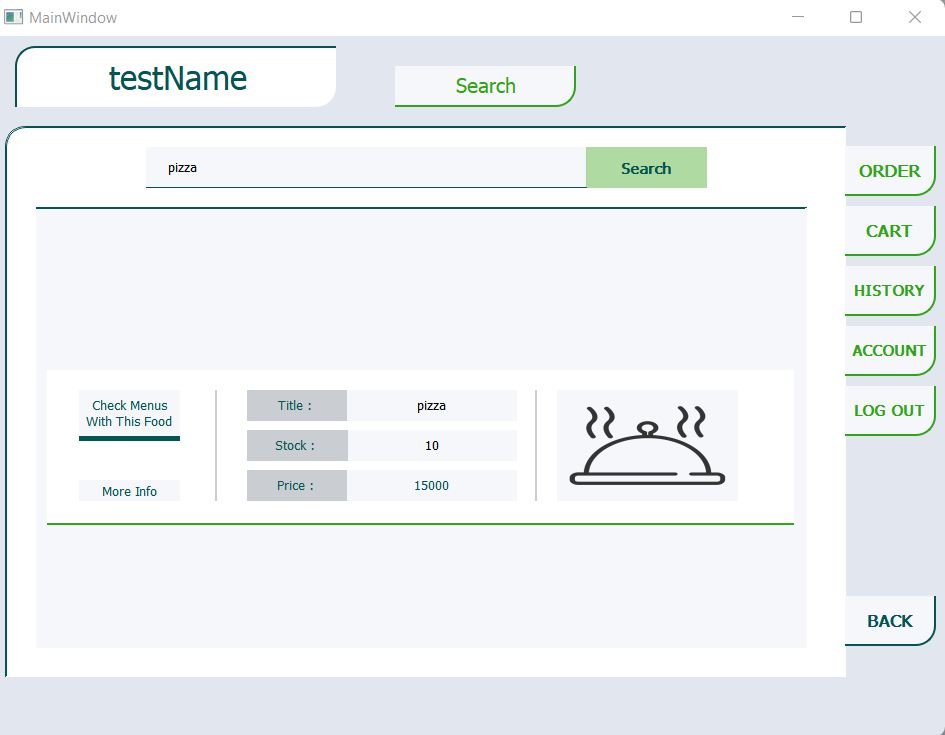 MainWindow
testName
Search
pizza
Search
ORDER
CART
HISTORY
ACCOUNT
LOG OUT
Check Menus
With This Food
More Info
Title :
pizza
Stock :
10
Price :
15000
BACK